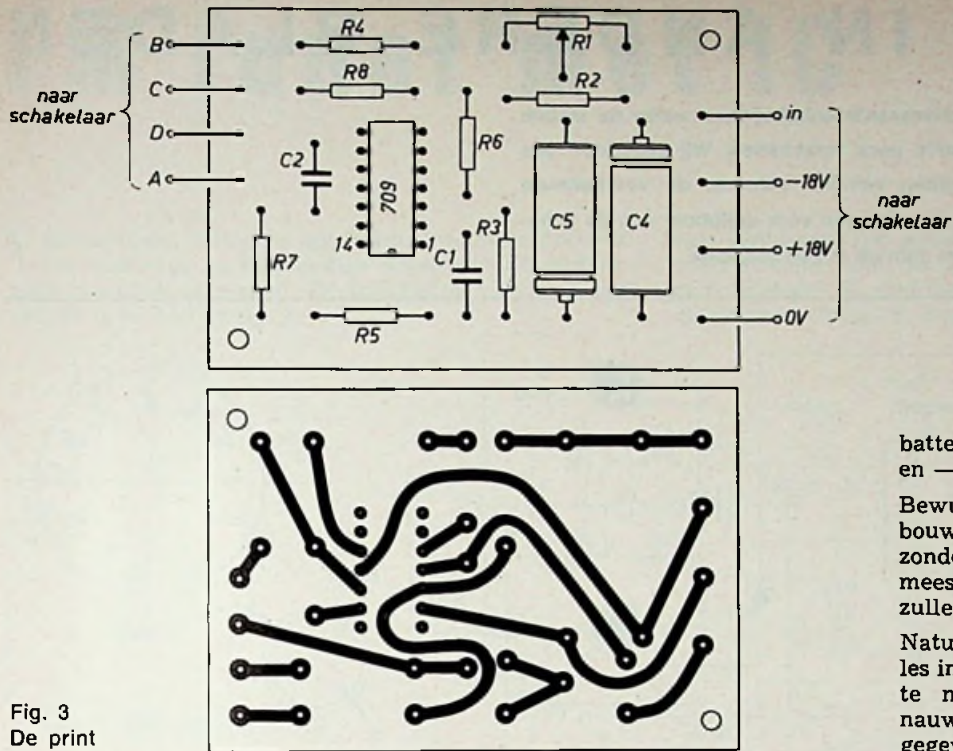 B
C
D
A
naar
schakelaar
R4
R8
C2
709
14
1
R7
R5
R6
C1
R3
R1
R2
C5
C4
in
—18V
+18V
0V
naar
schakelaar
Fig. 3
De print
batte
en —
Bewu
bouw
zonde
mees
zulle
Natu
les in
te n
nauw
gegev